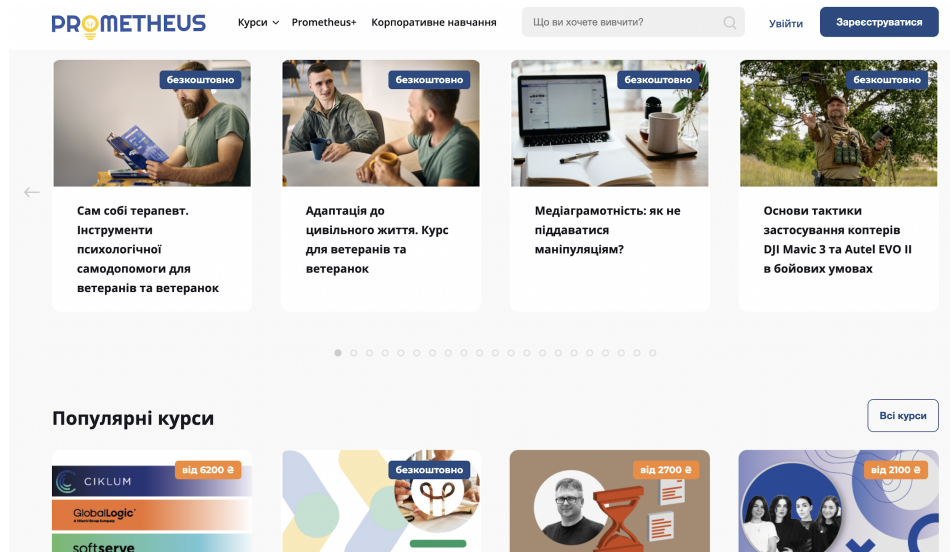 PROMETHEUS
Курси
Prometheus+
Корпоративне навчання
Що ви хочете вивчити?
Увійти
Зареєструватися
безкоштовно
безкоштовно
безкоштовно
безкоштовно
Сам собі терапевт.
Інструменти
психологічної
самодопомоги для
ветеранів та ветеранок
Адаптація до
цивільного життя. Курс
для ветеранів та
ветеранок
Медіаграмотність: як не
піддаватися
маніпуляціям?
Основи тактики
застосування коптерів
DJI Mavic 3 та Autel EVO II
в бойових умовах
Популярні курси
Всі курси
від 6200 ₴
CIKLUM
GlobalLogic
A Hitachi Group Company
softserve
безкоштовно
від 2700 ₴
від 2100 ₴